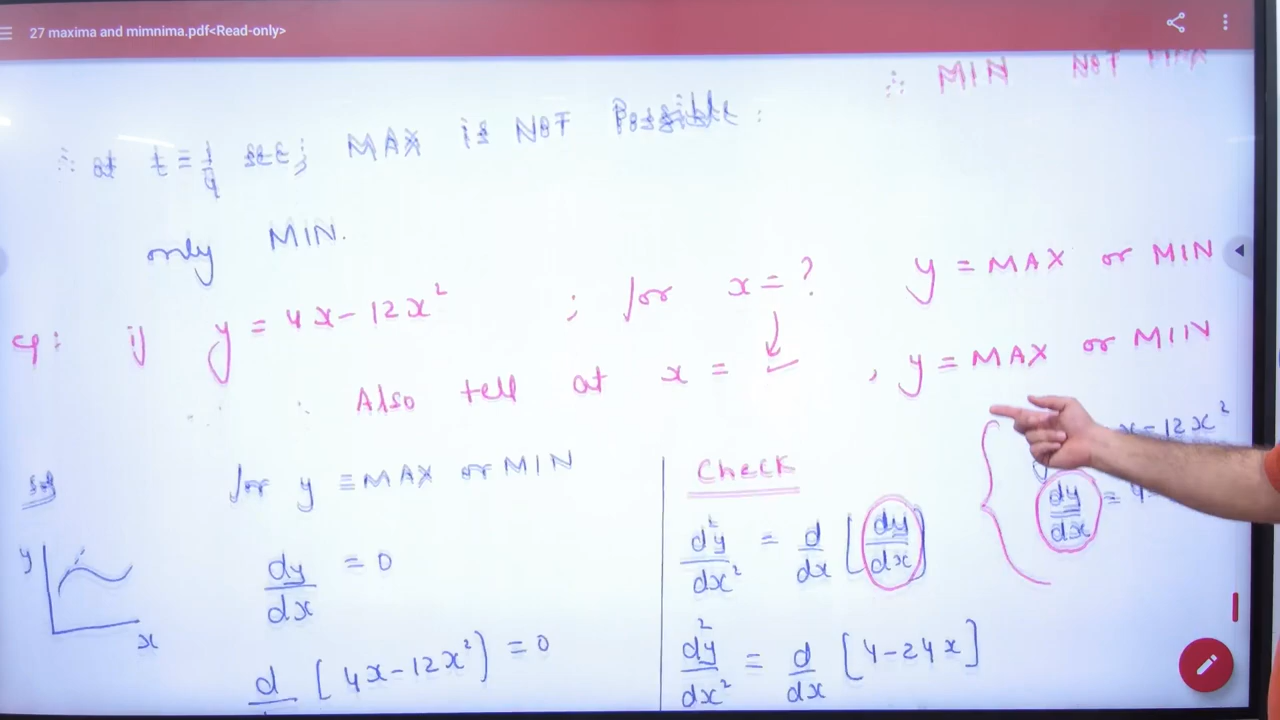 27 maxima and mimnima.pdf<Read-only>
∴ MIN NOT
∴ at t = 1/4 sec; MAX is NOT Possible.
only MIN.
Q: if y = 4x - 12x² ; for x = ? y = MAX or MIN
Also tell at x = ✓ , y = MAX or MIN
x - 12x²
dy/dx =
Sol
for y = MAX or MIN
y
x
dy/dx = 0
d [4x - 12x²) = 0
Check
d²y/dx² = d/dx [dy/dx]
d²y/dx² = d/dx [4 - 24x]